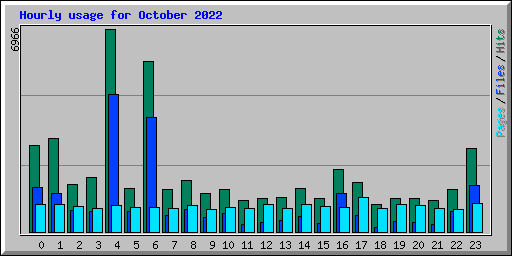 Hourly usage for October 2022
6966
Pages/Files/Hits
0 1 2 3 4 5 6 7 8 9 10 11 12 13 14 15 16 17 18 19 20 21 22 23